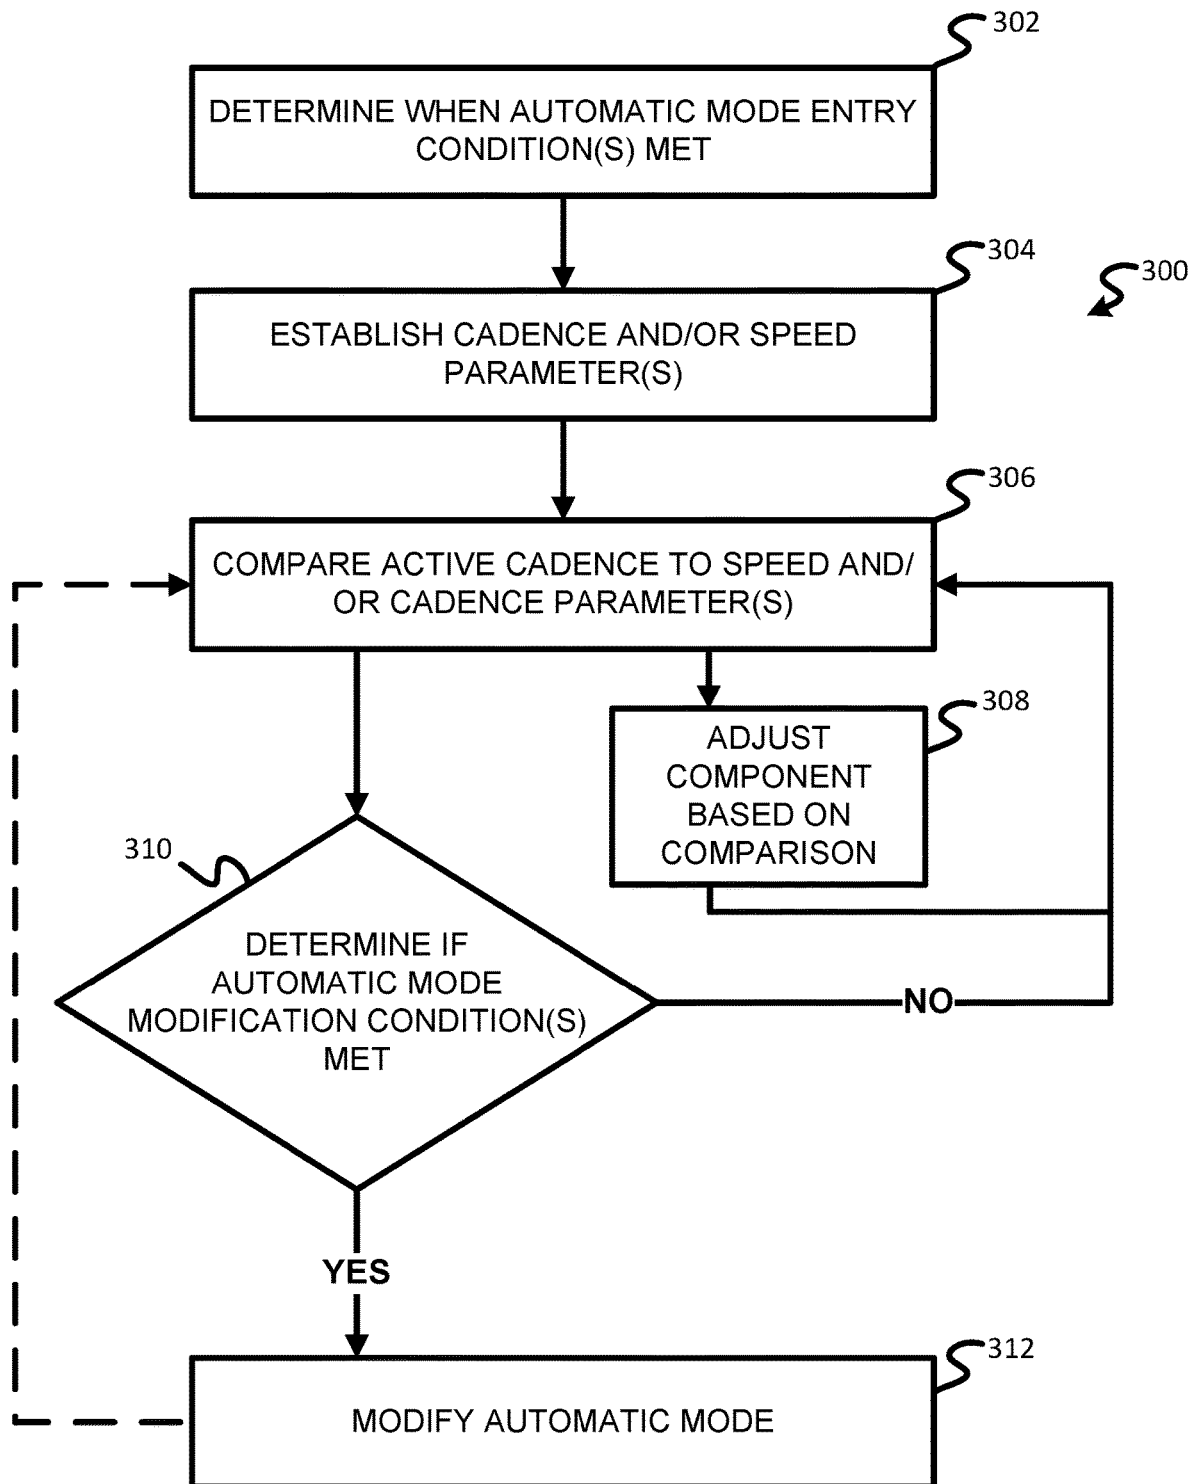 302
DETERMINE WHEN AUTOMATIC MODE ENTRY
CONDITION(S) MET
304
300
ESTABLISH CADENCE AND/OR SPEED
PARAMETER(S)
306
COMPARE ACTIVE CADENCE TO SPEED AND/
OR CADENCE PARAMETER(S)
308
ADJUST
COMPONENT
BASED ON
COMPARISON
310
DETERMINE IF
AUTOMATIC MODE
MODIFICATION CONDITION(S)
MET
NO
YES
312
MODIFY AUTOMATIC MODE